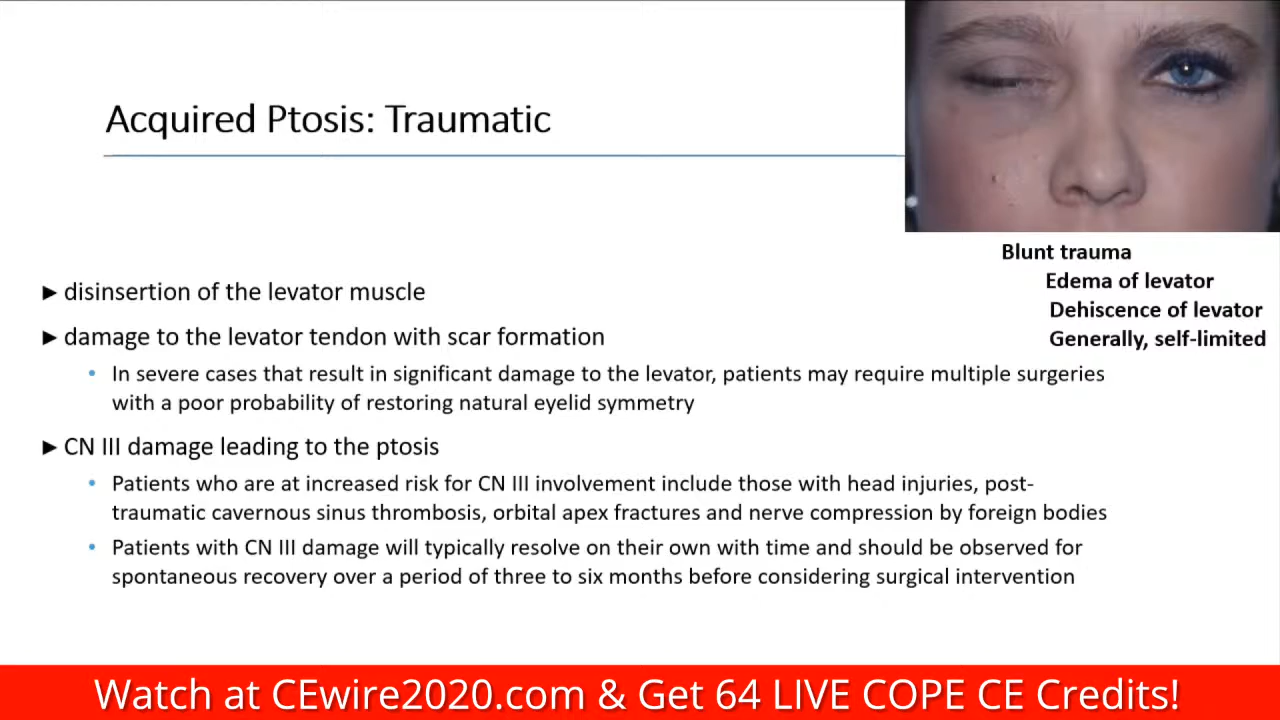 Acquired Ptosis: Traumatic
Blunt trauma
Edema of levator
Dehiscence of levator
Generally, self-limited
► disinsertion of the levator muscle
► damage to the levator tendon with scar formation
• In severe cases that result in significant damage to the levator, patients may require multiple surgeries
with a poor probability of restoring natural eyelid symmetry
► CN III damage leading to the ptosis
• Patients who are at increased risk for CN III involvement include those with head injuries, post-
traumatic cavernous sinus thrombosis, orbital apex fractures and nerve compression by foreign bodies
• Patients with CN III damage will typically resolve on their own with time and should be observed for
spontaneous recovery over a period of three to six months before considering surgical intervention
Watch at CEwire2020.com & Get 64 LIVE COPE CE Credits!